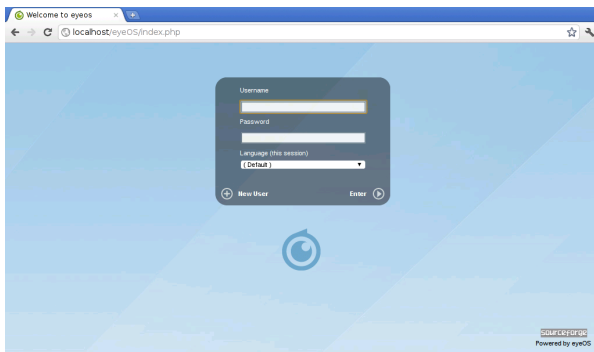 Welcome to eyeos
localhost/eyeOS/index.php
Username
Password
Language (this session)
( Default )
New User
Enter
SOURCEFORGE
Powered by eyeOS